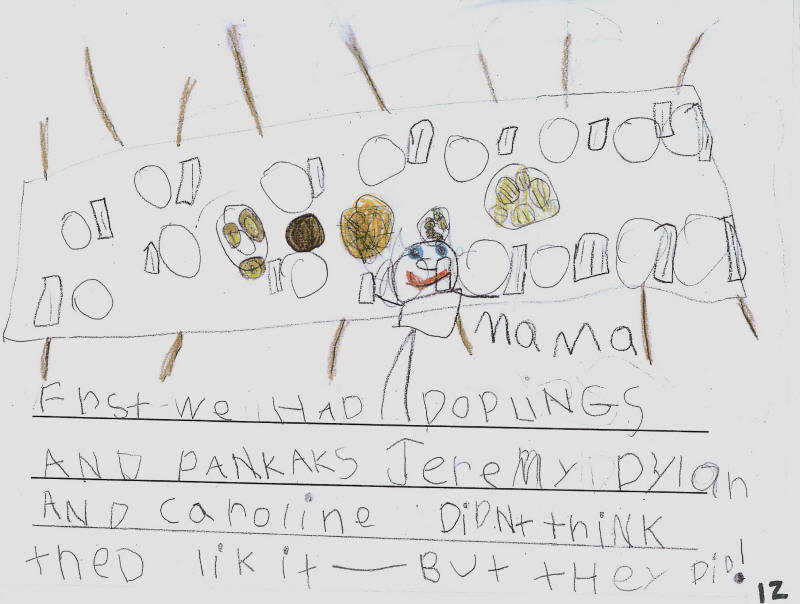 Nama
FrSt We HAD DOPLiNGS
AND PANKAKS JereMy DyLan
AND Caroline DiDNt thiNK
theD lik it — BUt tHey DiD!
12